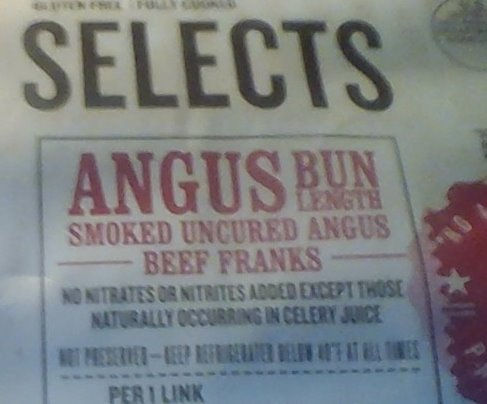 GLUTEN FREE | FULLY COOKED
SELECTS
ANGUS BUN LENGTH
SMOKED UNCURED ANGUS
BEEF FRANKS
NO NITRATES OR NITRITES ADDED EXCEPT THOSE
NATURALLY OCCURRING IN CELERY JUICE
NOT PRESERVED—KEEP REFRIGERATED BELOW 40°F AT ALL TIMES
PER 1 LINK